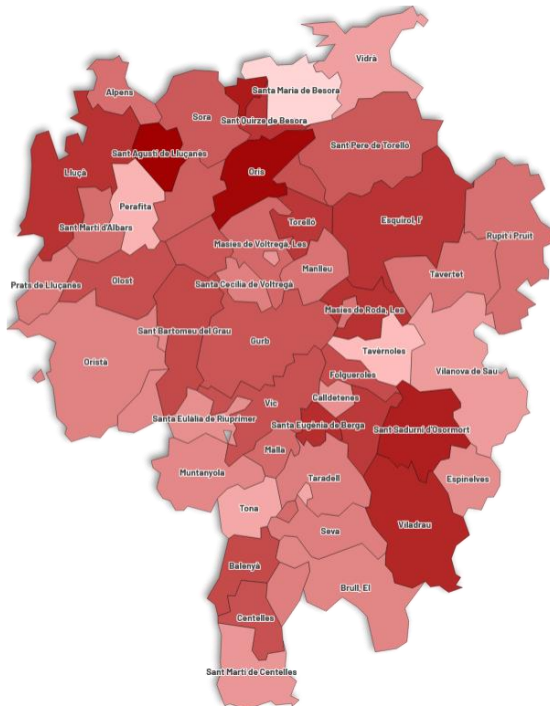 Vidrà
Alpens
Santa Maria de Besora
Sora
Sant Quirze de Besora
Sant Pere de Torelló
Sant Agustí de Lluçanès
Lluçà
Orís
Perafita
Esquirol, l'
Sant Martí d'Albars
Torelló
Rupit i Pruit
Masies de Voltregà, Les
Manlleu
Tavertet
Olost
Prats de Lluçanès
Santa Cecília de Voltregà
Masies de Roda, Les
Sant Bartomeu del Grau
Gurb
Tavèrnoles
Oristà
Vilanova de Sau
Folgueroles
Calldetenes
Vic
Santa Eulàlia de Riuprimer
Santa Eugènia de Berga
Sant Sadurní d'Osormort
Malla
Muntanyola
Taradell
Espinelves
Tona
Viladrau
Seva
Balenyà
Brull, El
Centelles
Sant Martí de Centelles